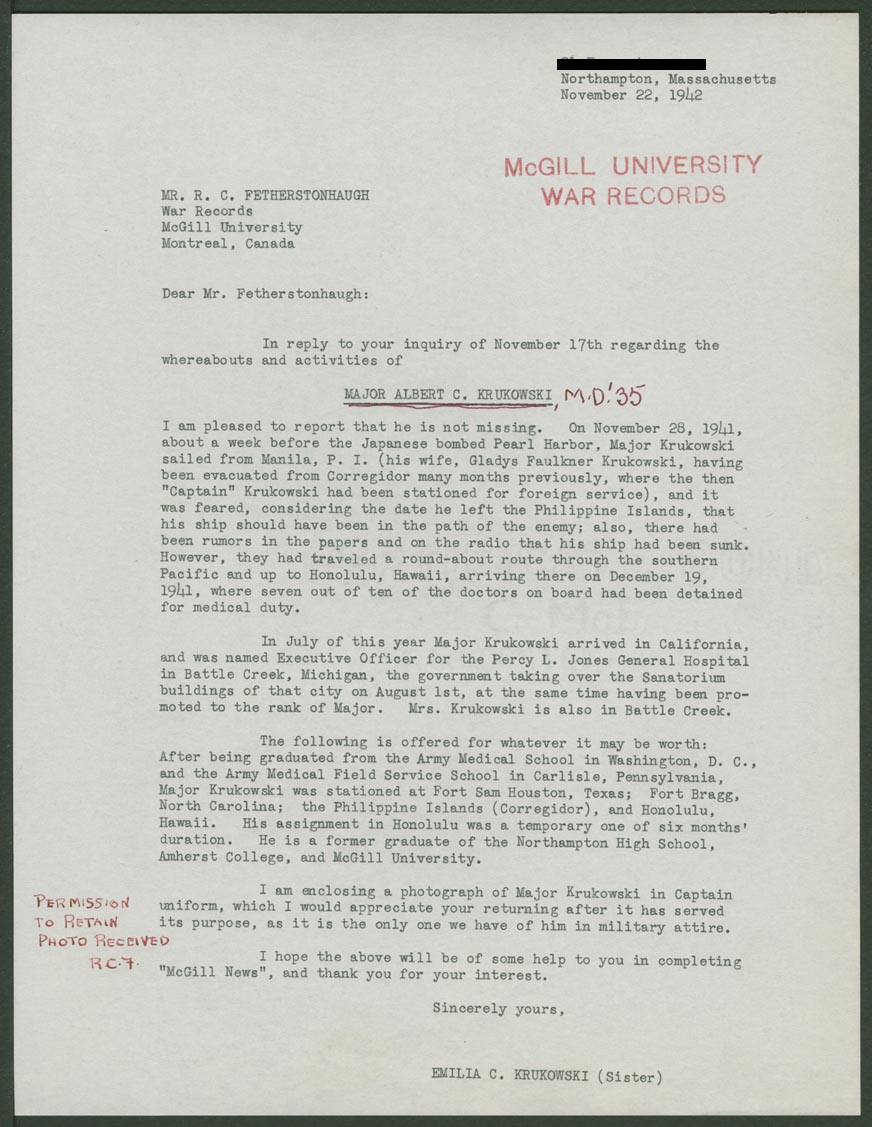 Northampton, Massachusetts
November 22, 1942
McGILL UNIVERSITY
WAR RECORDS
MR. R. C. FETHERSTONHAUGH
War Records
McGill University
Montreal, Canada
Dear Mr. Fetherstonhaugh:
In reply to your inquiry of November 17th regarding the
whereabouts and activities of
MAJOR ALBERT C. KRUKOWSKI, M.D.'35
I am pleased to report that he is not missing. On November 28, 1941,
about a week before the Japanese bombed Pearl Harbor, Major Krukowski
sailed from Manila, P. I. (his wife, Gladys Faulkner Krukowski, having
been evacuated from Corregidor many months previously, where the then
"Captain" Krukowski had been stationed for foreign service), and it
was feared, considering the date he left the Philippine Islands, that
his ship should have been in the path of the enemy; also, there had
been rumors in the papers and on the radio that his ship had been sunk.
However, they had traveled a round-about route through the southern
Pacific and up to Honolulu, Hawaii, arriving there on December 19,
1941, where seven out of ten of the doctors on board had been detained
for medical duty.
In July of this year Major Krukowski arrived in California,
and was named Executive Officer for the Percy L. Jones General Hospital
in Battle Creek, Michigan, the government taking over the Sanatorium
buildings of that city on August 1st, at the same time having been pro-
moted to the rank of Major. Mrs. Krukowski is also in Battle Creek.
The following is offered for whatever it may be worth:
After being graduated from the Army Medical School in Washington, D. C.,
and the Army Medical Field Service School in Carlisle, Pennsylvania,
Major Krukowski was stationed at Fort Sam Houston, Texas; Fort Bragg,
North Carolina; the Philippine Islands (Corregidor), and Honolulu,
Hawaii. His assignment in Honolulu was a temporary one of six months'
duration. He is a former graduate of the Northampton High School,
Amherst College, and McGill University.
I am enclosing a photograph of Major Krukowski in Captain
uniform, which I would appreciate your returning after it has served
its purpose, as it is the only one we have of him in military attire.
PERMISSION
TO RETAIN
PHOTO RECEIVED
R.C.F.
I hope the above will be of some help to you in completing
"McGill News", and thank you for your interest.
Sincerely yours,
EMILIA C. KRUKOWSKI (Sister)